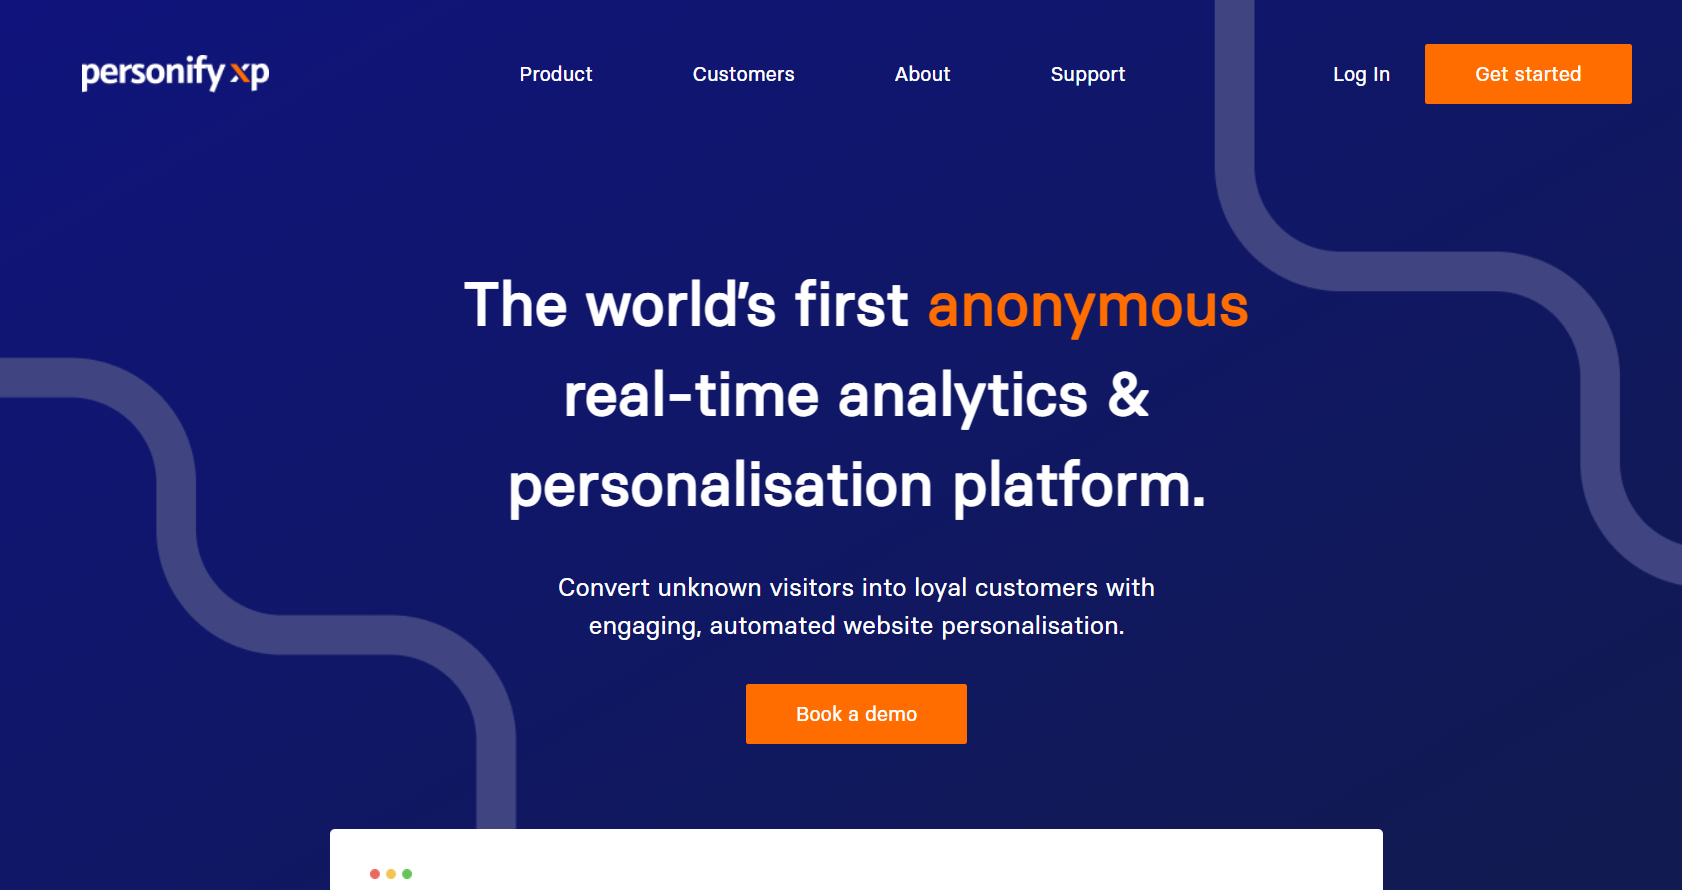 personify xp
Product
Customers
About
Support
Log In
Get started
The world’s first anonymous
real-time analytics &
personalisation platform.
Convert unknown visitors into loyal customers with
engaging, automated website personalisation.
Book a demo